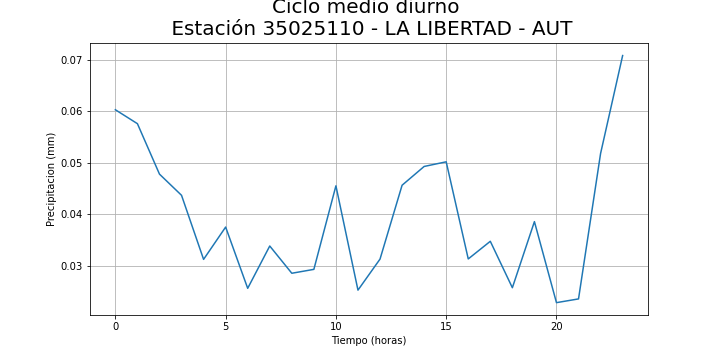 Ciclo medio diurno
Estación 35025110 - LA LIBERTAD - AUT
0.07
0.06
0.05
0.04
0.03
Precipitacion (mm)
0
5
10
15
20
Tiempo (horas)